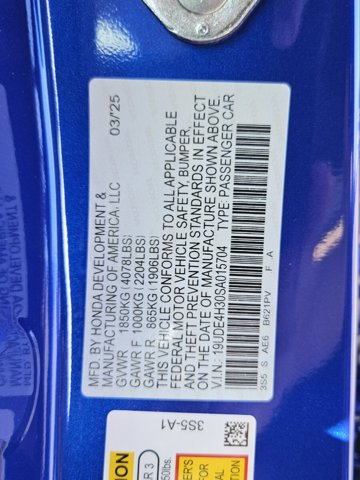 MFD. BY HONDA DEVELOPMENT &
MANUFACTURING OF AMERICA, LLC 03/'25
GVWR 1850KG (4078LBS)
GAWR F 1000KG (2204LBS)
GAWR R 865KG (1906LBS)
THIS VEHICLE CONFORMS TO ALL APPLICABLE
FEDERAL MOTOR VEHICLE SAFETY, BUMPER,
AND THEFT PREVENTION STANDARDS IN EFFECT
ON THE DATE OF MANUFACTURE SHOWN ABOVE.
V.I.N.: 19UDE4H30SA015704 TYPE: PASSENGER CAR
3S5 S AE6 B621PV F A
3S5-A1